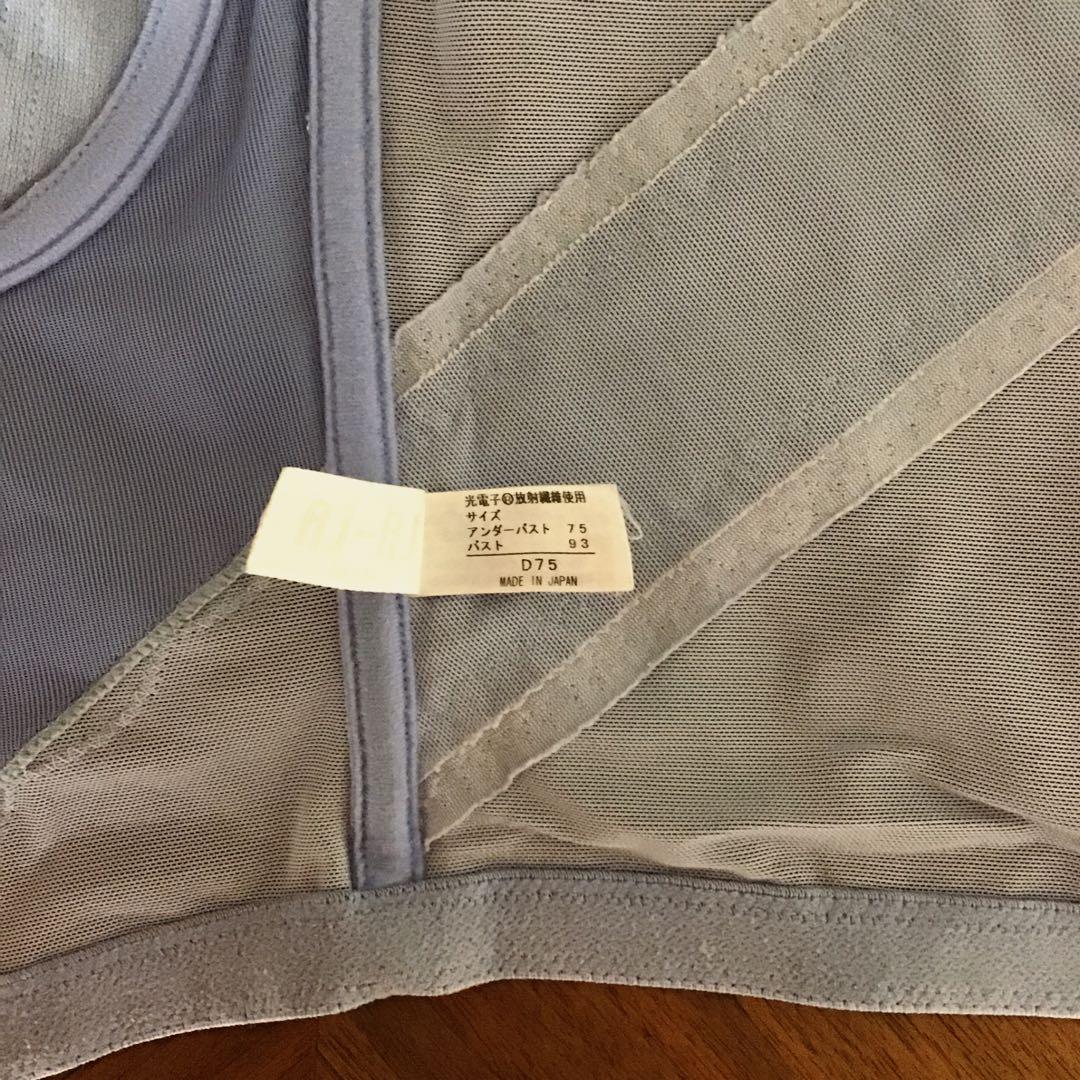 光電子®放射繊維使用
サイズ
アンダーバスト 75
バスト 93
D75
MADE IN JAPAN